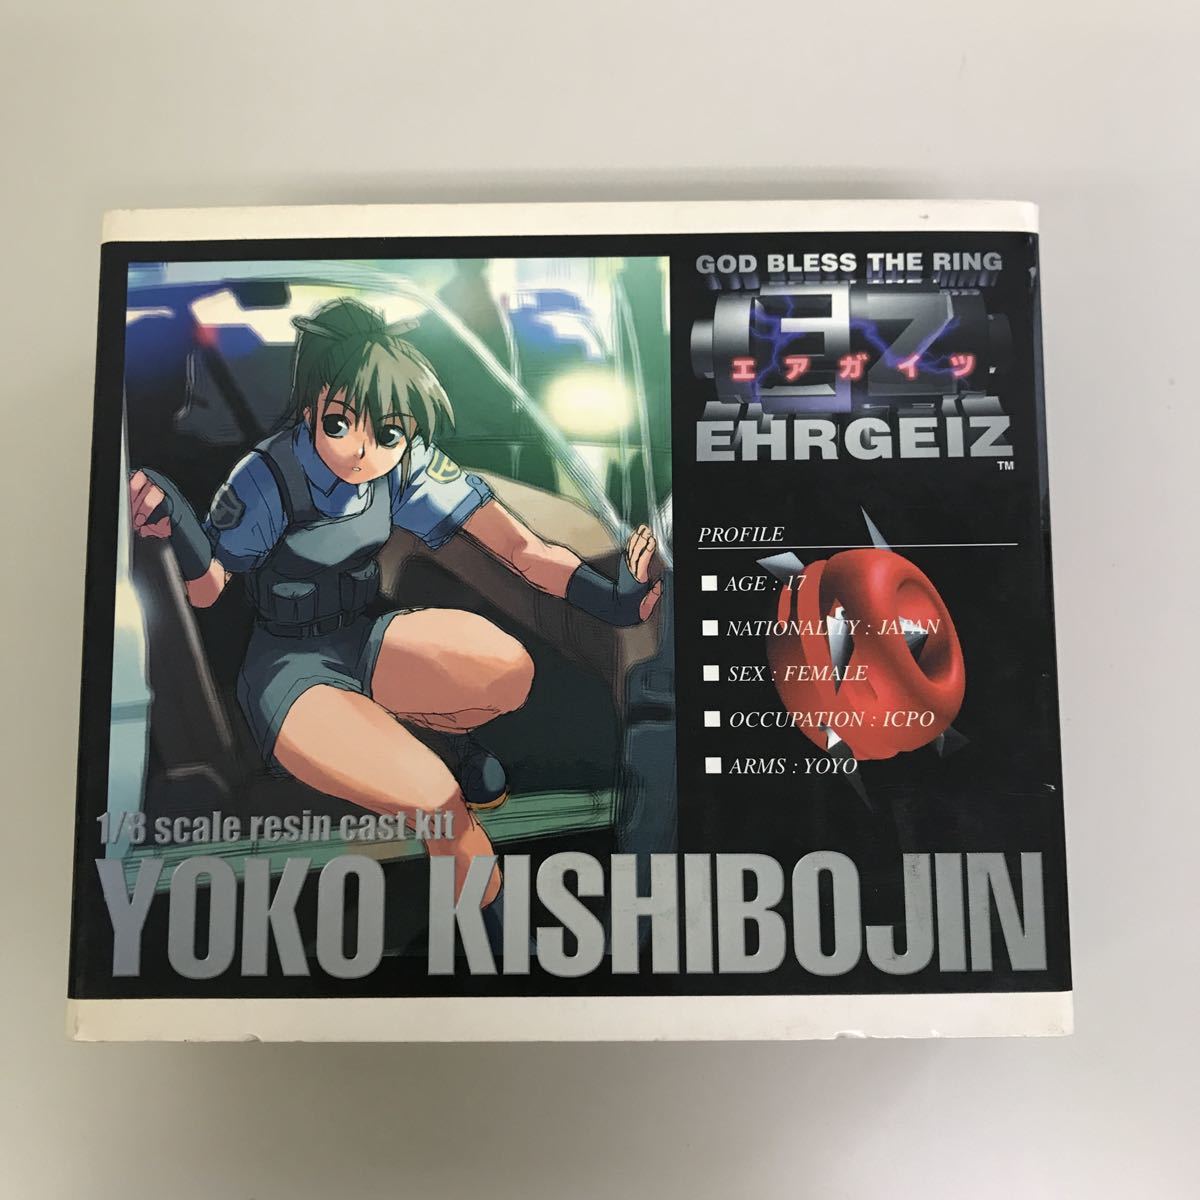 GOD BLESS THE RING
EZ
エアガイツ
EHRGEIZ
TM
PROFILE
■ AGE : 17
■ NATIONALITY : JAPAN
■ SEX : FEMALE
■ OCCUPATION : ICPO
■ ARMS : YOYO
1/8 scale resin cast kit
YOKO KISHIBOJIN